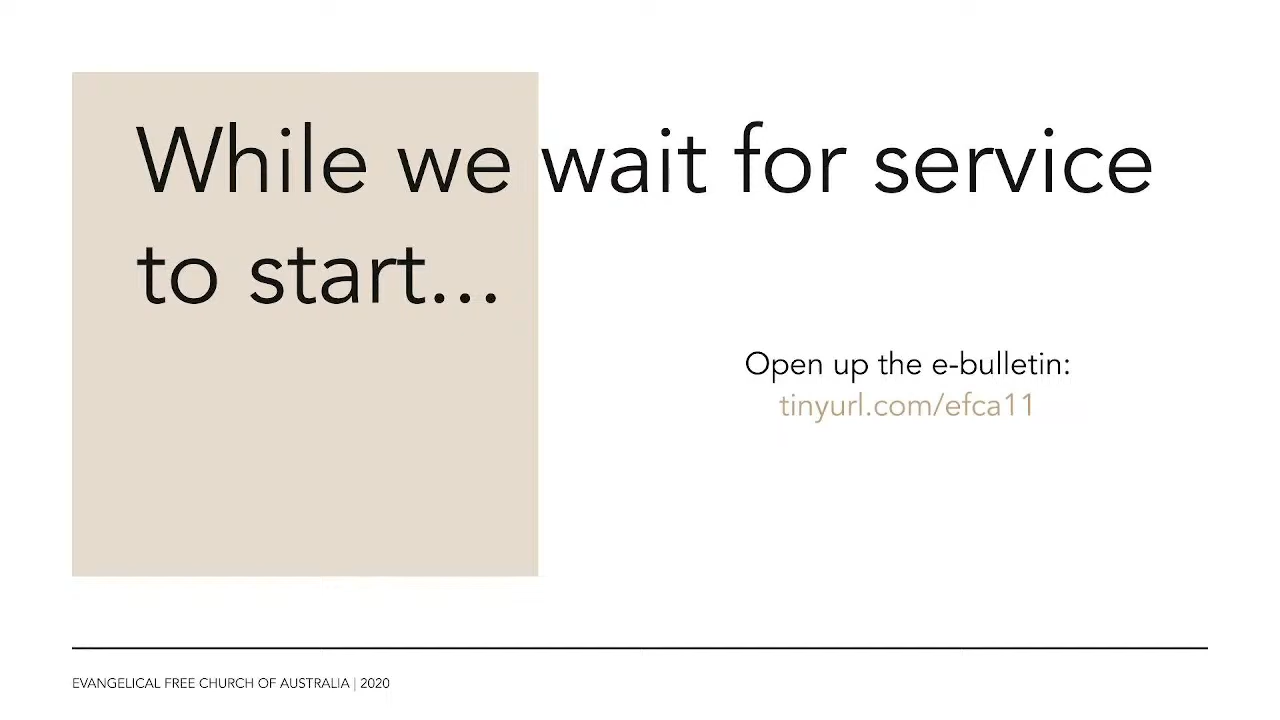 While we wait for service
to start...
Open up the e-bulletin:
tinyurl.com/efca11
EVANGELICAL FREE CHURCH OF AUSTRALIA | 2020